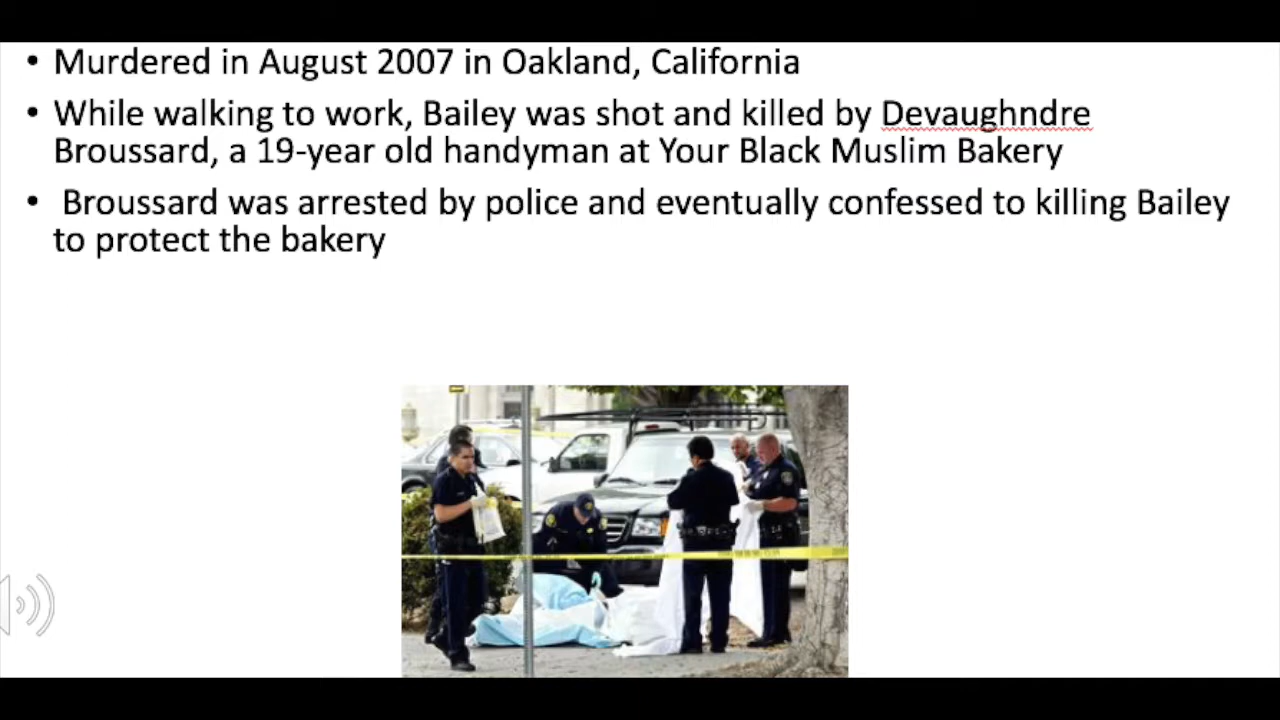 • Murdered in August 2007 in Oakland, California
• While walking to work, Bailey was shot and killed by Devaughndre
Broussard, a 19-year old handyman at Your Black Muslim Bakery
• Broussard was arrested by police and eventually confessed to killing Bailey
to protect the bakery